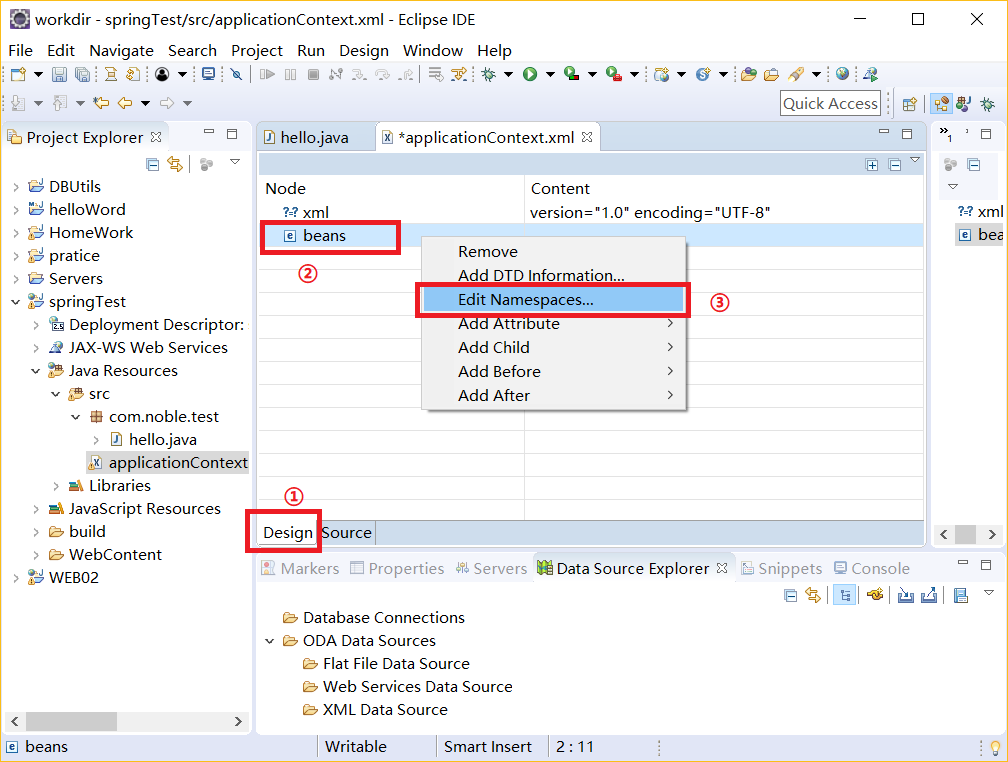 workdir - springTest/src/applicationContext.xml - Eclipse IDE
File Edit Navigate Search Project Run Design Window Help
Quick Access
Project Explorer
DBUtils
helloWord
HomeWork
pratice
Servers
springTest
Deployment Descriptor:
JAX-WS Web Services
Java Resources
src
com.noble.test
hello.java
applicationContext
Libraries
JavaScript Resources
build
WebContent
WEB02
hello.java
*applicationContext.xml
Node Content
?=? xml version="1.0" encoding="UTF-8"
e beans
②
Remove
Add DTD Information...
Edit Namespaces...
③
Add Attribute
Add Child
Add Before
Add After
①
Design Source
»1
?=? xml
e bea
Markers Properties Servers Data Source Explorer Snippets Console
Database Connections
ODA Data Sources
Flat File Data Source
Web Services Data Source
XML Data Source
e beans Writable Smart Insert 2 : 11